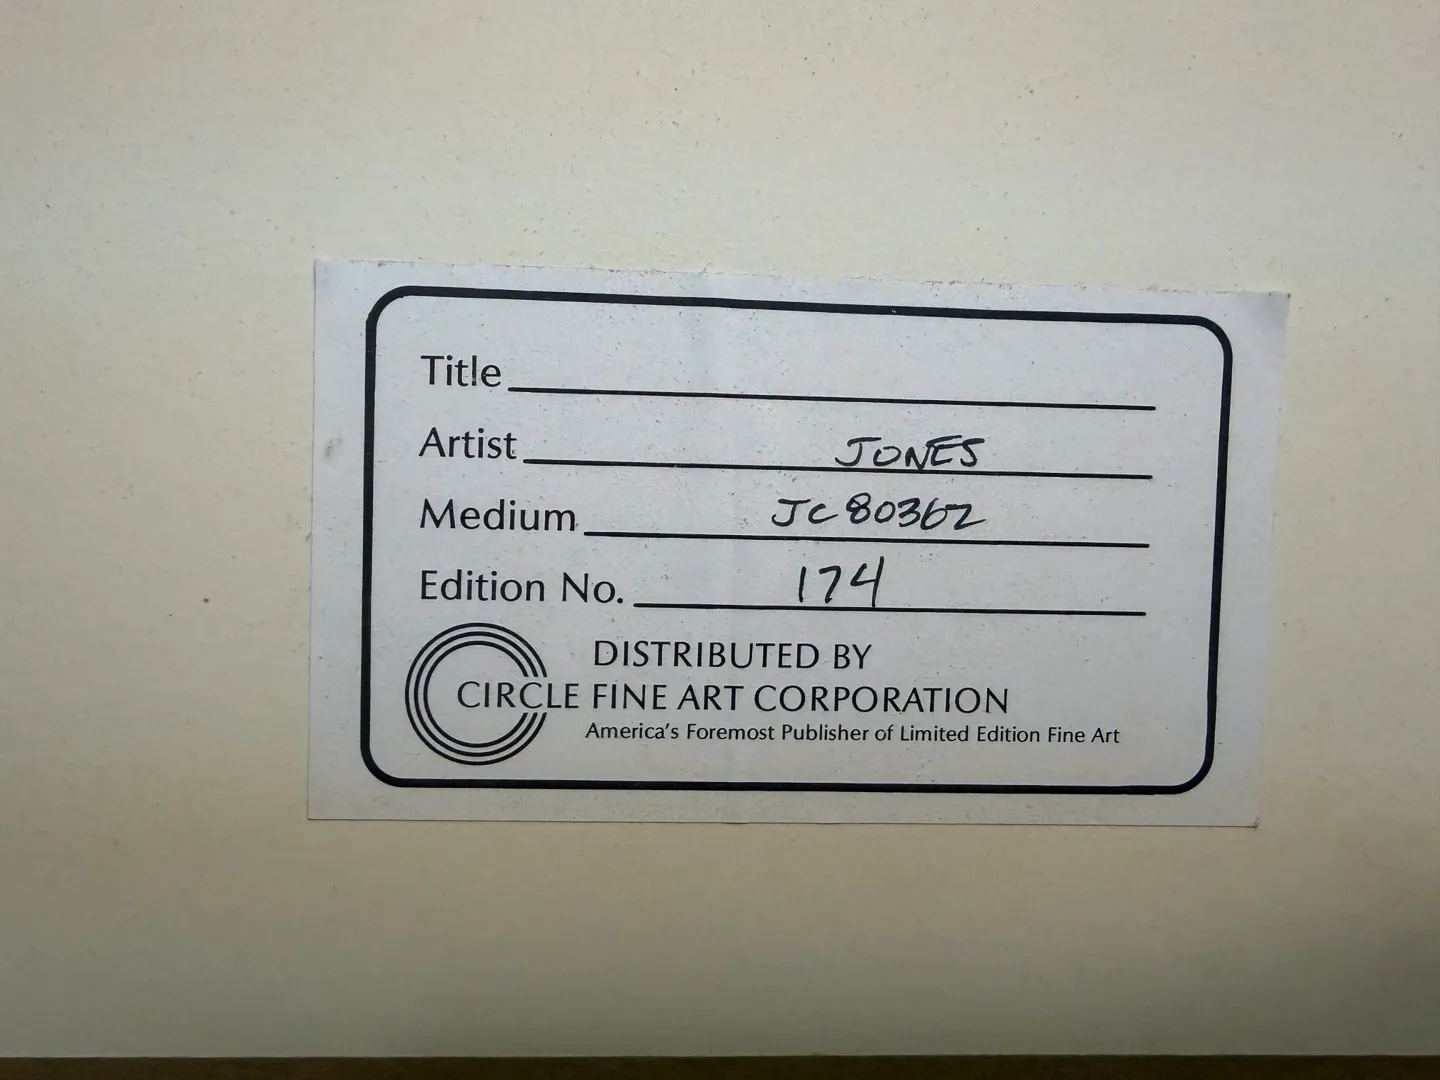 Title
Artist JONES
Medium JC80362
Edition No. 174
DISTRIBUTED BY
CIRCLE FINE ART CORPORATION
America's Foremost Publisher of Limited Edition Fine Art